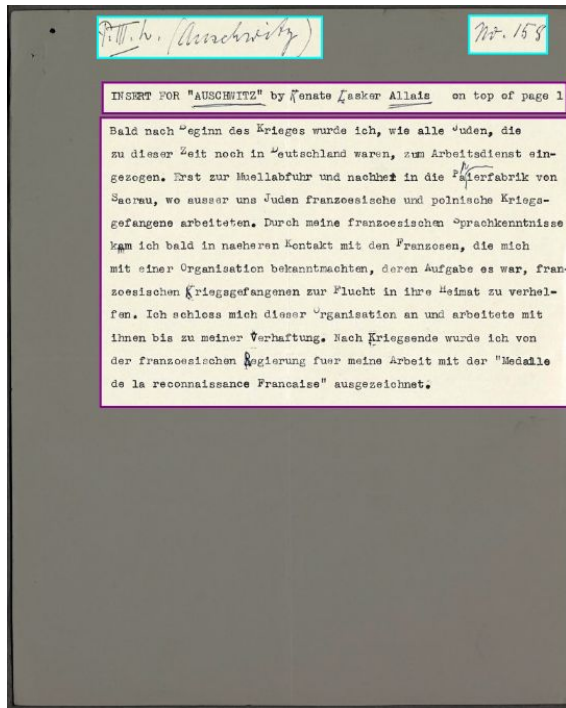 P.III.h. (Auschwitz) No. 158
INSERT FOR "AUSCHWITZ" by Renate Lasker Allais on top of page 1
Bald nach Beginn des Krieges wurde ich, wie alle Juden, die
zu dieser Zeit noch in Deutschland waren, zum Arbeitsdienst ein-
gezogen. Erst zur Muellabfuhr und nachher in die Papierfabrik von
Sacrau, wo ausser uns Juden franzoesische und polnische Kriegs-
gefangene arbeiteten. Durch meine franzoesischen Sprachkenntnisse
kam ich bald in naeheren Kontakt mit den Franzosen, die mich
mit einer Organisation bekanntmachten, deren Aufgabe es war, fran-
zoesischen Kriegsgefangenen zur Flucht in ihre Heimat zu verhel-
fen. Ich schloss mich dieser Organisation an und arbeitete mit
ihnen bis zu meiner Verhaftung. Nach Kriegsende wurde ich von
der franzoesischen Regierung fuer meine Arbeit mit der "Medaille
de la reconnaissance Francaise" ausgezeichnet.